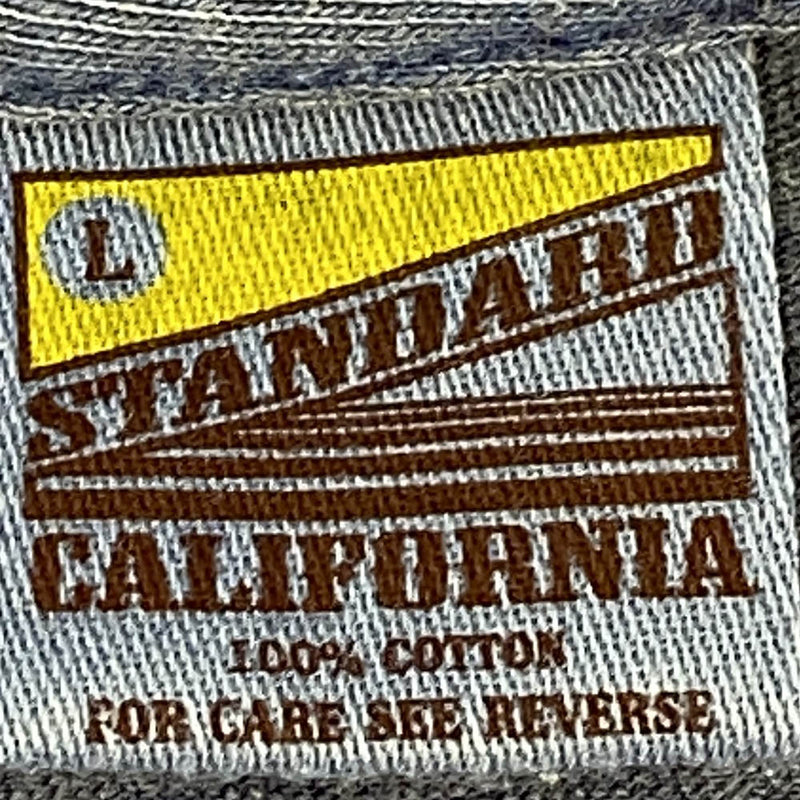 L
STANDARD
CALIFORNIA
100% COTTON
FOR CARE SEE REVERSE